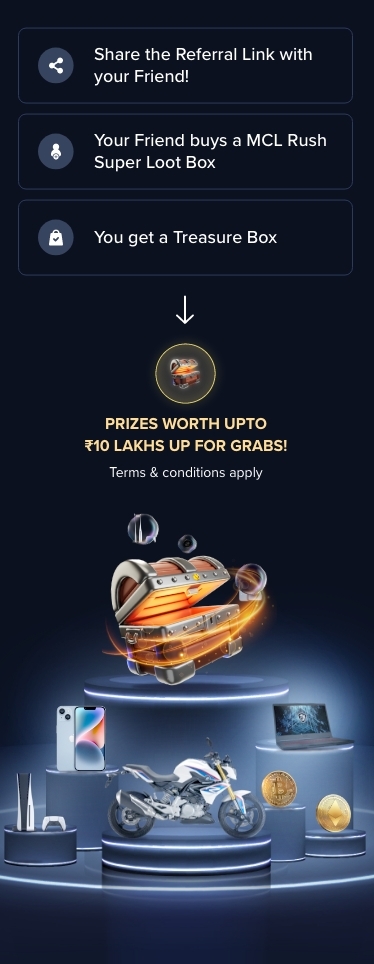 Share the Referral Link with
your Friend!
Your Friend buys a MCL Rush
Super Loot Box
You get a Treasure Box
PRIZES WORTH UPTO
₹10 LAKHS UP FOR GRABS!
Terms & conditions apply